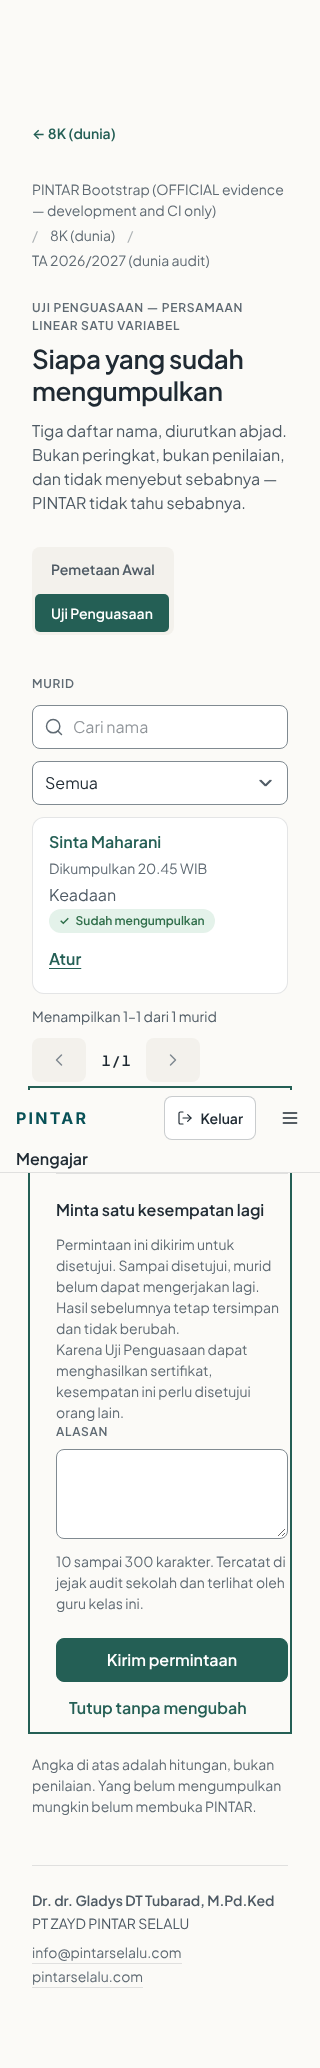 ← 8K (dunia)
PINTAR Bootstrap (OFFICIAL evidence
— development and CI only)
/ 8K (dunia) /
TA 2026/2027 (dunia audit)
UJI PENGUASAAN — PERSAMAAN
LINEAR SATU VARIABEL
Siapa yang sudah
mengumpulkan
Tiga daftar nama, diurutkan abjad.
Bukan peringkat, bukan penilaian,
dan tidak menyebut sebabnya —
PINTAR tidak tahu sebabnya.
Pemetaan Awal
Uji Penguasaan
MURID
Cari nama
Semua
Sinta Maharani
Dikumpulkan 20.45 WIB
Keadaan
✓ Sudah mengumpulkan
Atur
Menampilkan 1–1 dari 1 murid
1/1
PINTAR
Keluar
Mengajar
Minta satu kesempatan lagi
Permintaan ini dikirim untuk
disetujui. Sampai disetujui, murid
belum dapat mengerjakan lagi.
Hasil sebelumnya tetap tersimpan
dan tidak berubah.
Karena Uji Penguasaan dapat
menghasilkan sertifikat,
kesempatan ini perlu disetujui
orang lain.
ALASAN
10 sampai 300 karakter. Tercatat di
jejak audit sekolah dan terlihat oleh
guru kelas ini.
Kirim permintaan
Tutup tanpa mengubah
Angka di atas adalah hitungan, bukan
penilaian. Yang belum mengumpulkan
mungkin belum membuka PINTAR.
Dr. dr. Gladys DT Tubarad, M.Pd.Ked
PT ZAYD PINTAR SELALU
info@pintarselalu.com
pintarselalu.com